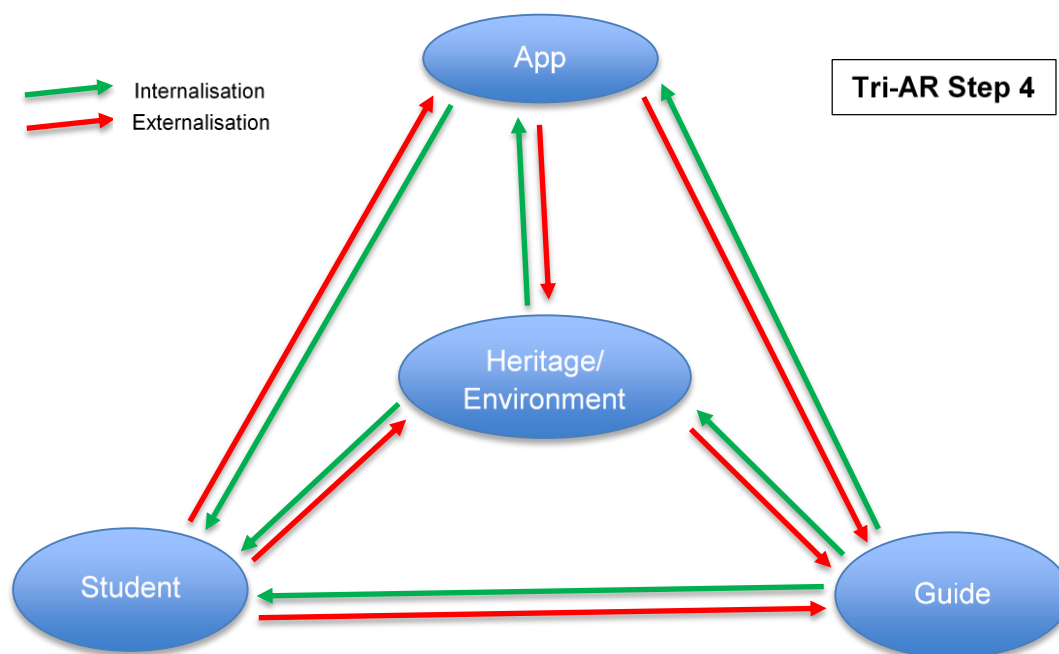 App
Tri-AR Step 4
Internalisation
Externalisation
Heritage/
Environment
Student
Guide